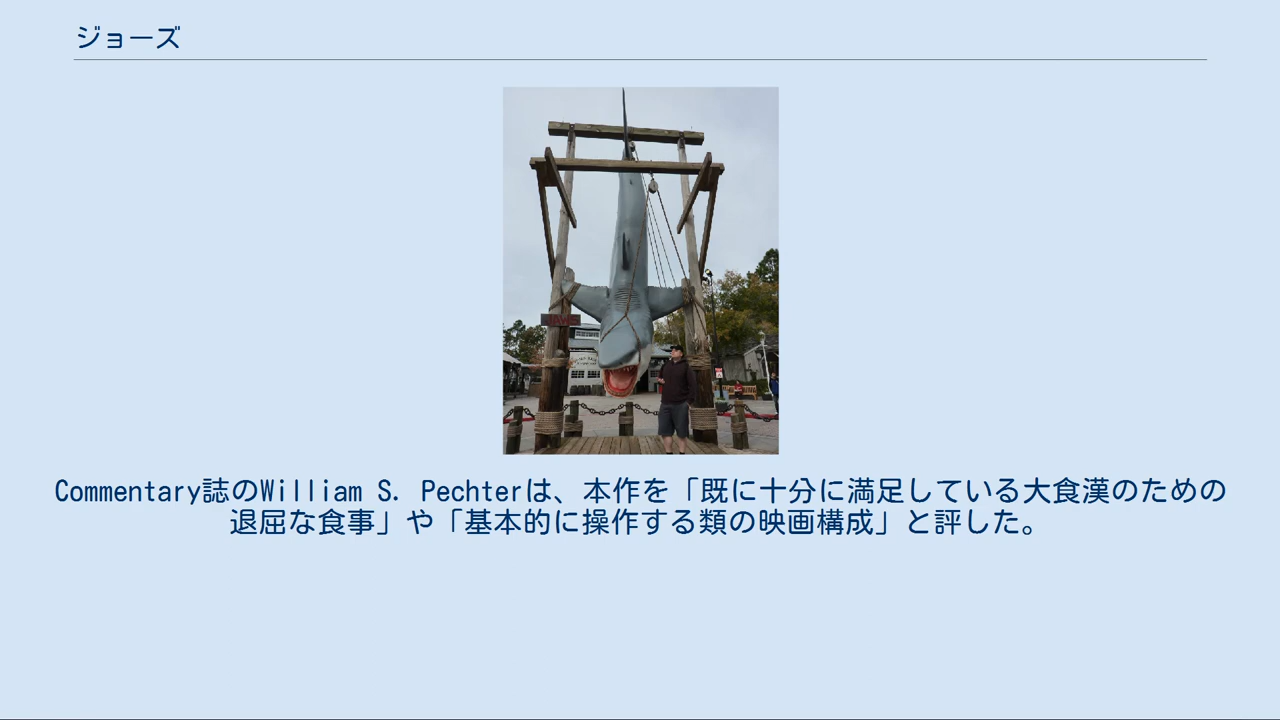 ジョーズ
JAWS
Commentary誌のWilliam S. Pechterは、本作を「既に十分に満足している大食漢のための
退屈な食事」や「基本的に操作する類の映画構成」と評した。